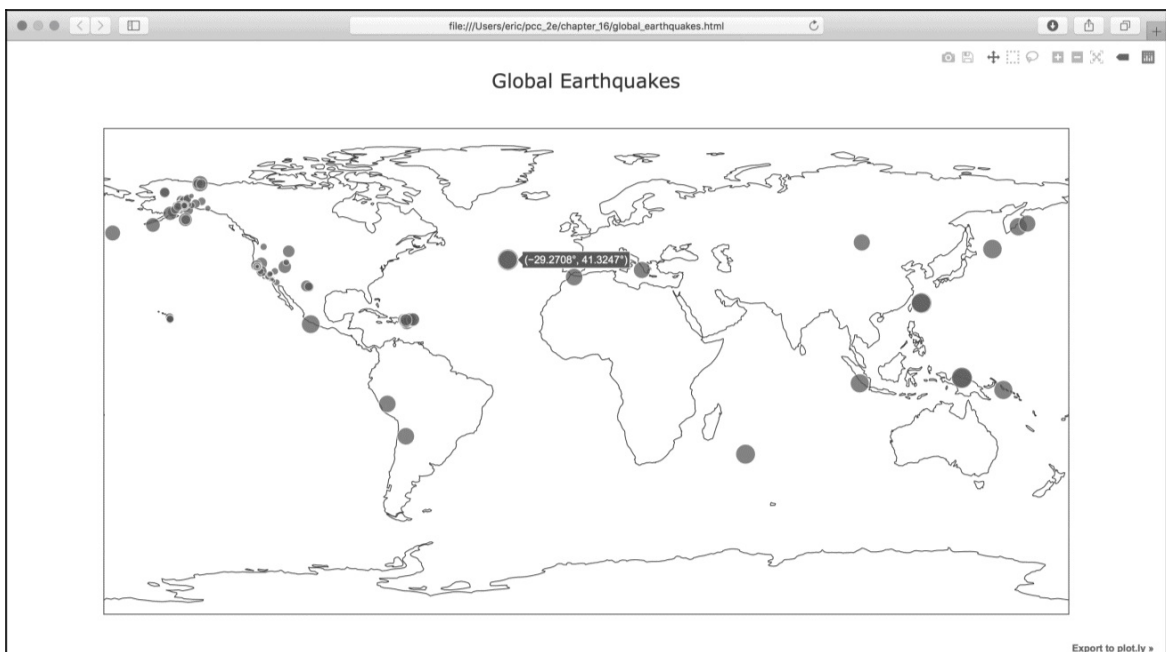 file:///Users/eric/pcc_2e/chapter_16/global_earthquakes.html
Global Earthquakes
(−29.2708°, 41.3247°)
Export to plot.ly »